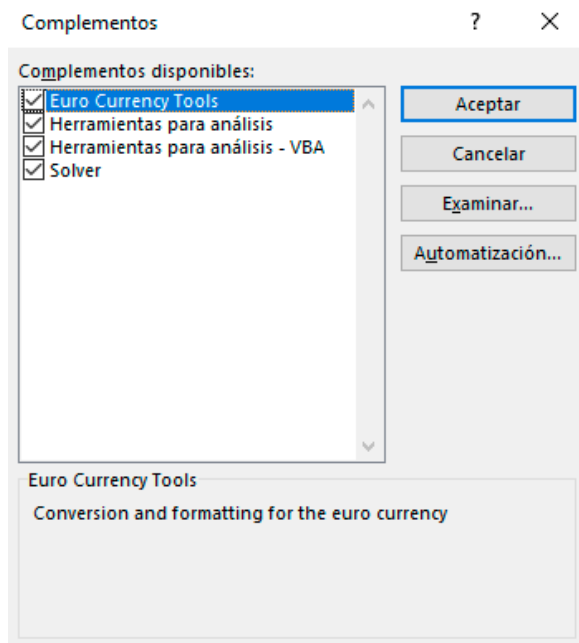 Complementos
?
Complementos disponibles:
Euro Currency Tools
Herramientas para análisis
Herramientas para análisis - VBA
Solver
Aceptar
Cancelar
Examinar...
Automatización...
Euro Currency Tools
Conversion and formatting for the euro currency